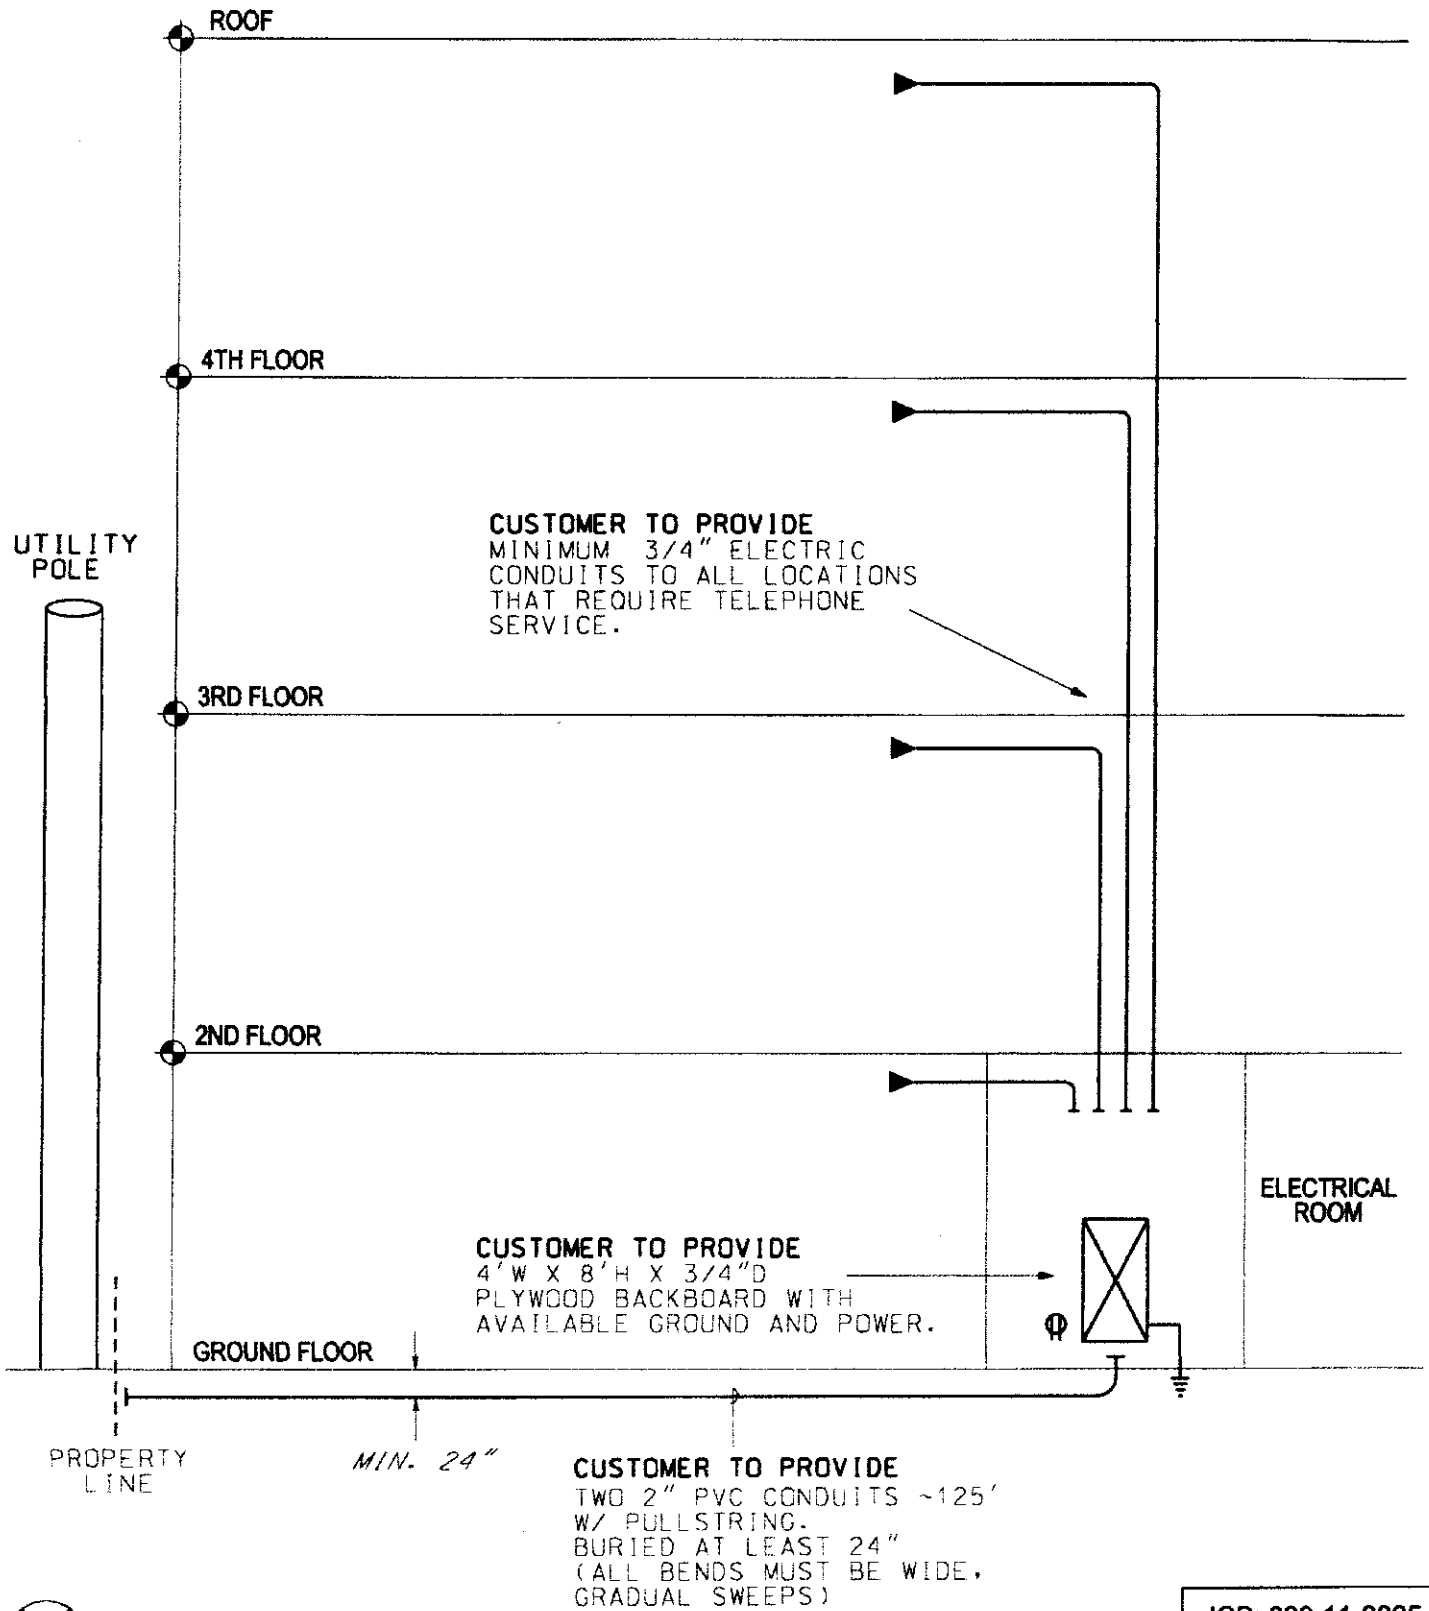 ROOF
4TH FLOOR
UTILITY
POLE
CUSTOMER TO PROVIDE
MINIMUM 3/4" ELECTRIC
CONDUITS TO ALL LOCATIONS
THAT REQUIRE TELEPHONE
SERVICE.
3RD FLOOR
2ND FLOOR
ELECTRICAL
ROOM
CUSTOMER TO PROVIDE
4'W X 8'H X 3/4"D
PLYWOOD BACKBOARD WITH
AVAILABLE GROUND AND POWER.
GROUND FLOOR
PROPERTY
LINE
MIN. 24"
CUSTOMER TO PROVIDE
TWO 2" PVC CONDUITS ~125'
W/ PULLSTRING.
BURIED AT LEAST 24"
(ALL BENDS MUST BE WIDE,
GRADUAL SWEEPS)